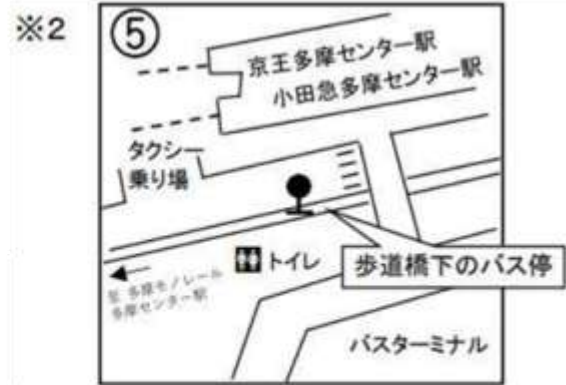 ※2
⑤
京王多摩センター駅
小田急多摩センター駅
タクシー
乗り場
トイレ
歩道橋下のバス停
至 多摩モノレール
多摩センター駅
バスターミナル